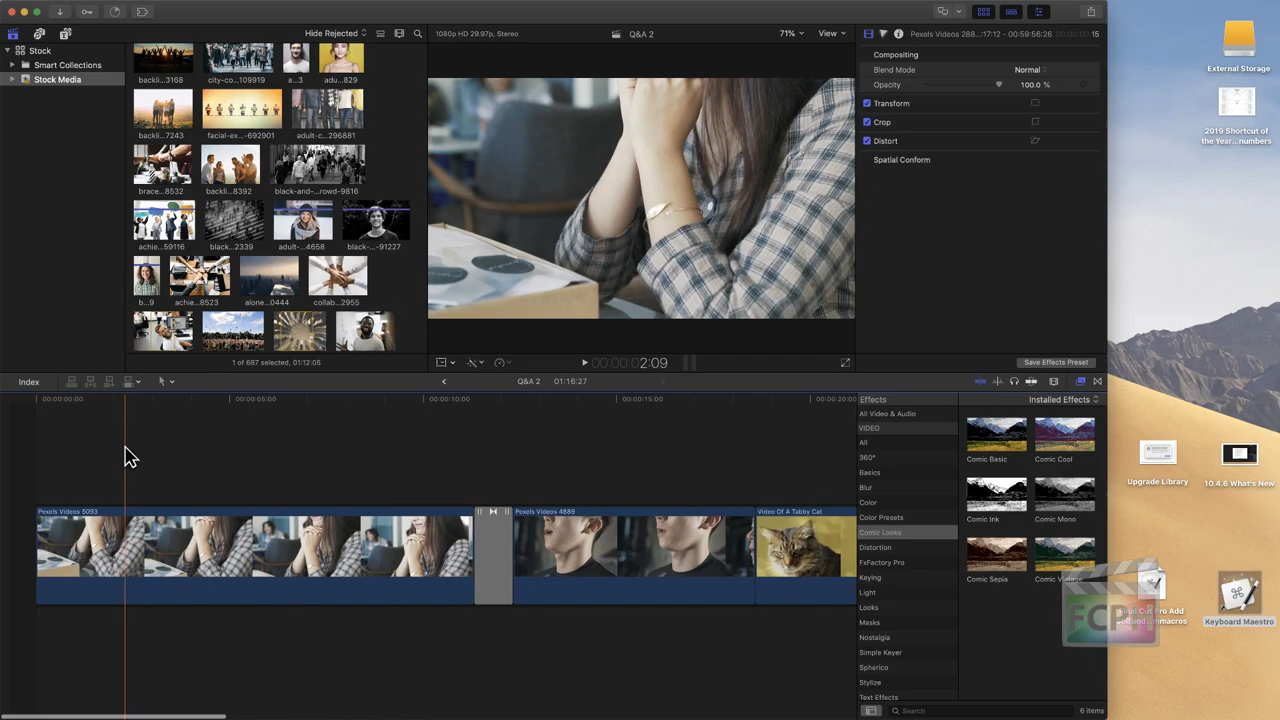 Hide Rejected
1080p HD 29.97p, Stereo
Q&A 2
71%
View
Pexels Videos 288...17:12 - 00:59:56:26
15
Stock
Smart Collections
Stock Media
backli...3168
city-co...109919
a...3
adu...829
backli...7243
facial-ex...-692901
adult-c...296881
brace...8532
backli...8392
black-and-...rowd-9816
achie...59116
black...2339
adult-...4658
black-...-91227
b...9
achie...8523
alone...0444
collab...2955
1 of 687 selected, 01:12:05
2:09
Compositing
Blend Mode
Normal
Opacity
100.0 %
Transform
Crop
Distort
Spatial Conform
Save Effects Preset
Index
Q&A 2
01:16:27
00:00:00:00
00:00:05:00
00:00:10:00
00:00:15:00
00:00:20:00
Pexels Videos 5093
Pexels Videos 4889
Video Of A Tabby Cat
Effects
Installed Effects
All Video & Audio
VIDEO
All
360°
Basics
Blur
Color
Color Presets
Comic Looks
Distortion
FxFactory Pro
Keying
Light
Looks
Masks
Nostalgia
Simple Keyer
Spherico
Stylize
Text Effects
Comic Basic
Comic Cool
Comic Ink
Comic Mono
Comic Sepia
Search
6 items
External Storage
2019 Shortcut of
the Year...numbers
Upgrade Library
10.4.6 What's New
Keyboard Maestro